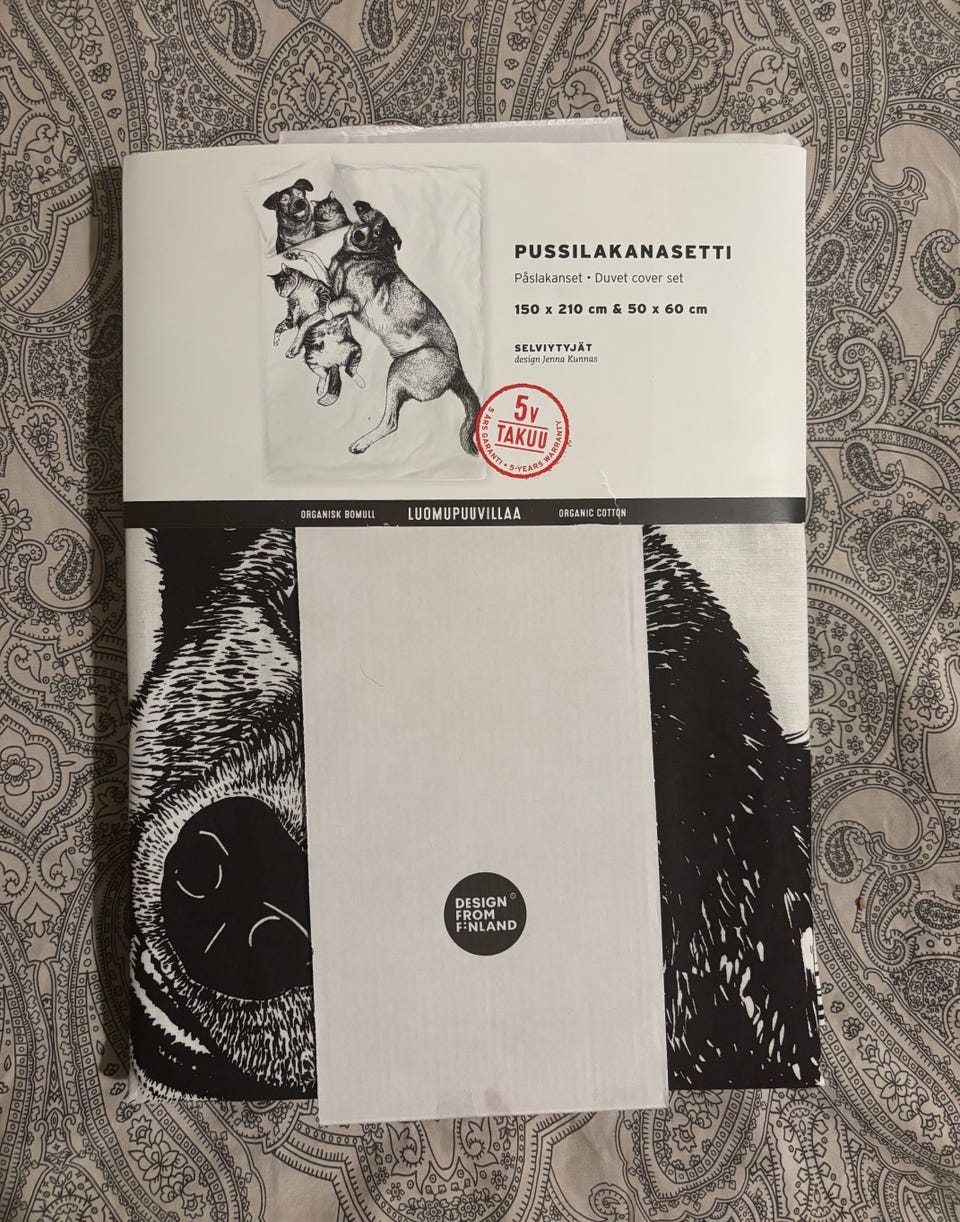 PUSSILAKANASETTI
Påslakanset • Duvet cover set
150 x 210 cm & 50 x 60 cm
SELVIYTYJÄT
design Jenna Kunnas
5V
TAKUU
5 ÅRS GARANTI • 5-YEARS WARRANTY
ORGANISK BOMULL LUOMUPUUVILLAA ORGANIC COTTON
DESIGN
FROM
FINLAND